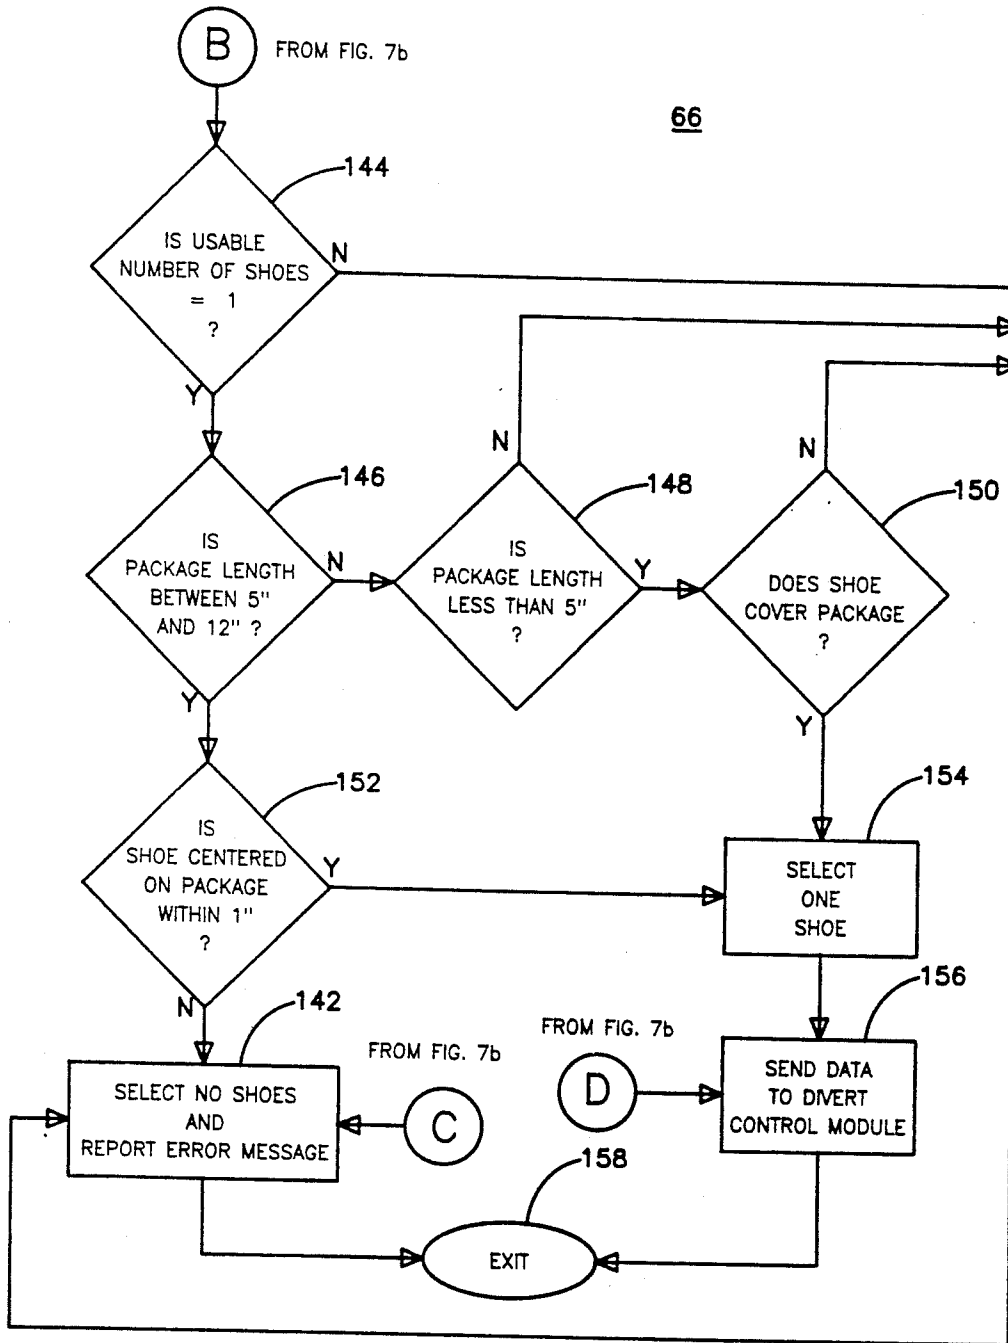 B
FROM FIG. 7b
66
144
IS USABLE
NUMBER OF SHOES
= 1
?
N
Y
146
IS
PACKAGE LENGTH
BETWEEN 5"
AND 12" ?
N
Y
148
IS
PACKAGE LENGTH
LESS THAN 5"
?
N
Y
150
DOES SHOE
COVER PACKAGE
?
N
Y
152
IS
SHOE CENTERED
ON PACKAGE
WITHIN 1"
?
Y
N
154
SELECT
ONE
SHOE
142
SELECT NO SHOES
AND
REPORT ERROR MESSAGE
FROM FIG. 7b
C
FROM FIG. 7b
D
156
SEND DATA
TO DIVERT
CONTROL MODULE
158
EXIT